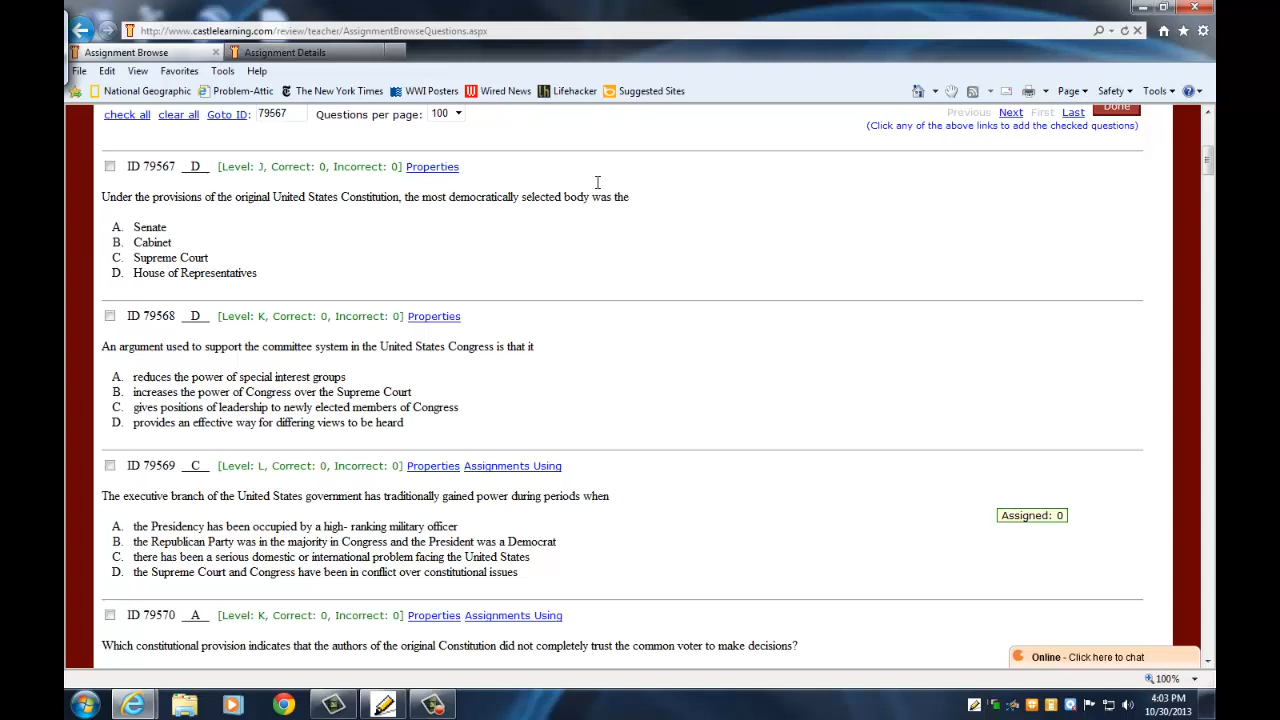 http://www.castlelearning.com/review/teacher/AssignmentBrowseQuestions.aspx
Assignment Browse
Assignment Details
File Edit View Favorites Tools Help
National Geographic Problem-Attic The New York Times WWI Posters Wired News Lifehacker Suggested Sites
Page Safety Tools
check all clear all Goto ID: 79567 Questions per page: 100
Previous Next First Last Done
(Click any of the above links to add the checked questions)
ID 79567 D [Level: J, Correct: 0, Incorrect: 0] Properties
Under the provisions of the original United States Constitution, the most democratically selected body was the
A. Senate
B. Cabinet
C. Supreme Court
D. House of Representatives
ID 79568 D [Level: K, Correct: 0, Incorrect: 0] Properties
An argument used to support the committee system in the United States Congress is that it
A. reduces the power of special interest groups
B. increases the power of Congress over the Supreme Court
C. gives positions of leadership to newly elected members of Congress
D. provides an effective way for differing views to be heard
ID 79569 C [Level: L, Correct: 0, Incorrect: 0] Properties Assignments Using
The executive branch of the United States government has traditionally gained power during periods when
Assigned: 0
A. the Presidency has been occupied by a high- ranking military officer
B. the Republican Party was in the majority in Congress and the President was a Democrat
C. there has been a serious domestic or international problem facing the United States
D. the Supreme Court and Congress have been in conflict over constitutional issues
ID 79570 A [Level: K, Correct: 0, Incorrect: 0] Properties Assignments Using
Which constitutional provision indicates that the authors of the original Constitution did not completely trust the common voter to make decisions?
Online - Click here to chat
100%
4:03 PM
10/30/2013